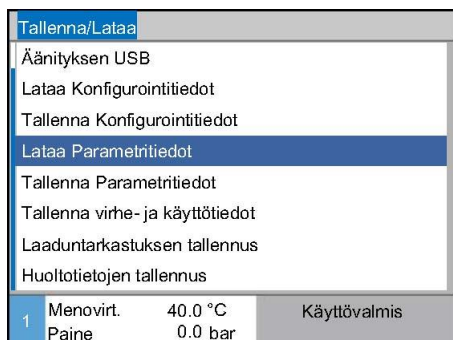 Tallenna/Lataa
Äänityksen USB
Lataa Konfigurointitiedot
Tallenna Konfigurointitiedot
Lataa Parametritiedot
Tallenna Parametritiedot
Tallenna virhe- ja käyttötiedot
Laaduntarkastuksen tallennus
Huoltotietojen tallennus
1 Menovirt. 40.0 °C Käyttövalmis
Paine 0.0 bar